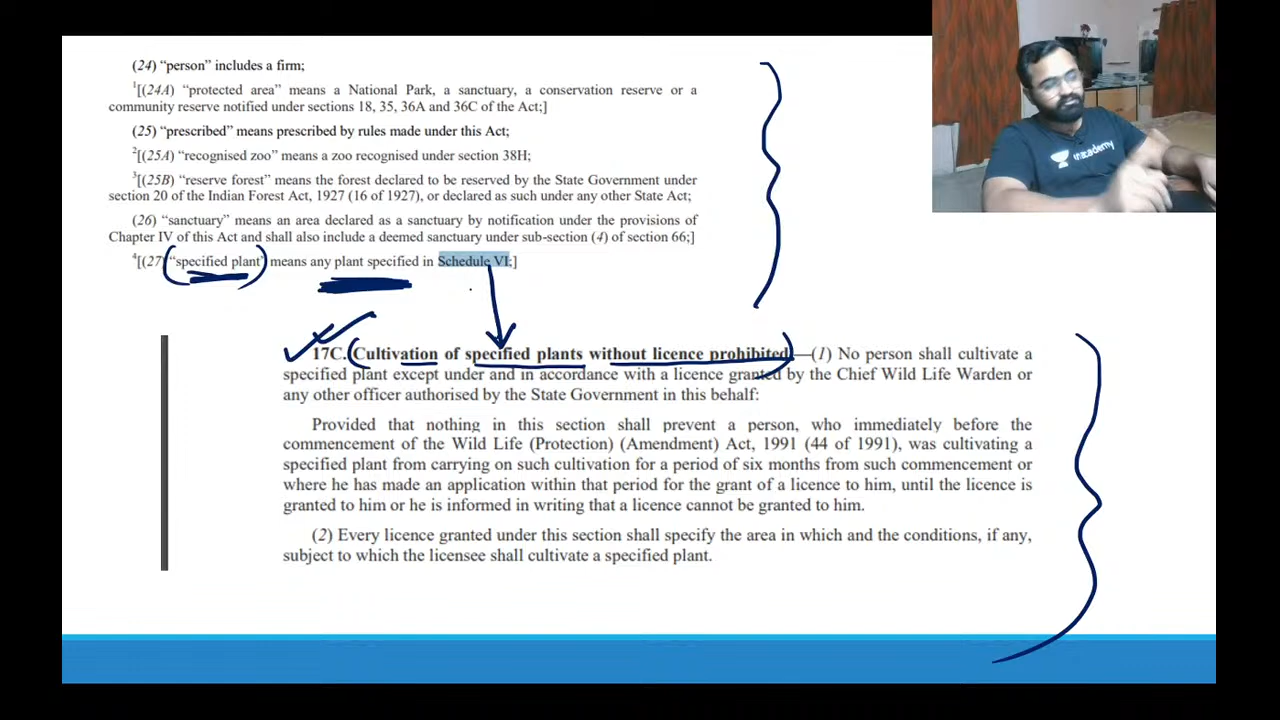 (24) “person” includes a firm;
1[(24A) “protected area” means a National Park, a sanctuary, a conservation reserve or a
community reserve notified under sections 18, 35, 36A and 36C of the Act;]
(25) “prescribed” means prescribed by rules made under this Act;
2[(25A) “recognised zoo” means a zoo recognised under section 38H;
3[(25B) “reserve forest” means the forest declared to be reserved by the State Government under
section 20 of the Indian Forest Act, 1927 (16 of 1927), or declared as such under any other State Act;
(26) “sanctuary” means an area declared as a sanctuary by notification under the provisions of
Chapter IV of this Act and shall also include a deemed sanctuary under sub-section (4) of section 66;]
4[(27) “specified plant” means any plant specified in Schedule VI;]
unacademy
17C. Cultivation of specified plants without licence prohibited.—(1) No person shall cultivate a
specified plant except under and in accordance with a licence granted by the Chief Wild Life Warden or
any other officer authorised by the State Government in this behalf:
Provided that nothing in this section shall prevent a person, who immediately before the
commencement of the Wild Life (Protection) (Amendment) Act, 1991 (44 of 1991), was cultivating a
specified plant from carrying on such cultivation for a period of six months from such commencement or
where he has made an application within that period for the grant of a licence to him, until the licence is
granted to him or he is informed in writing that a licence cannot be granted to him.
(2) Every licence granted under this section shall specify the area in which and the conditions, if any,
subject to which the licensee shall cultivate a specified plant.